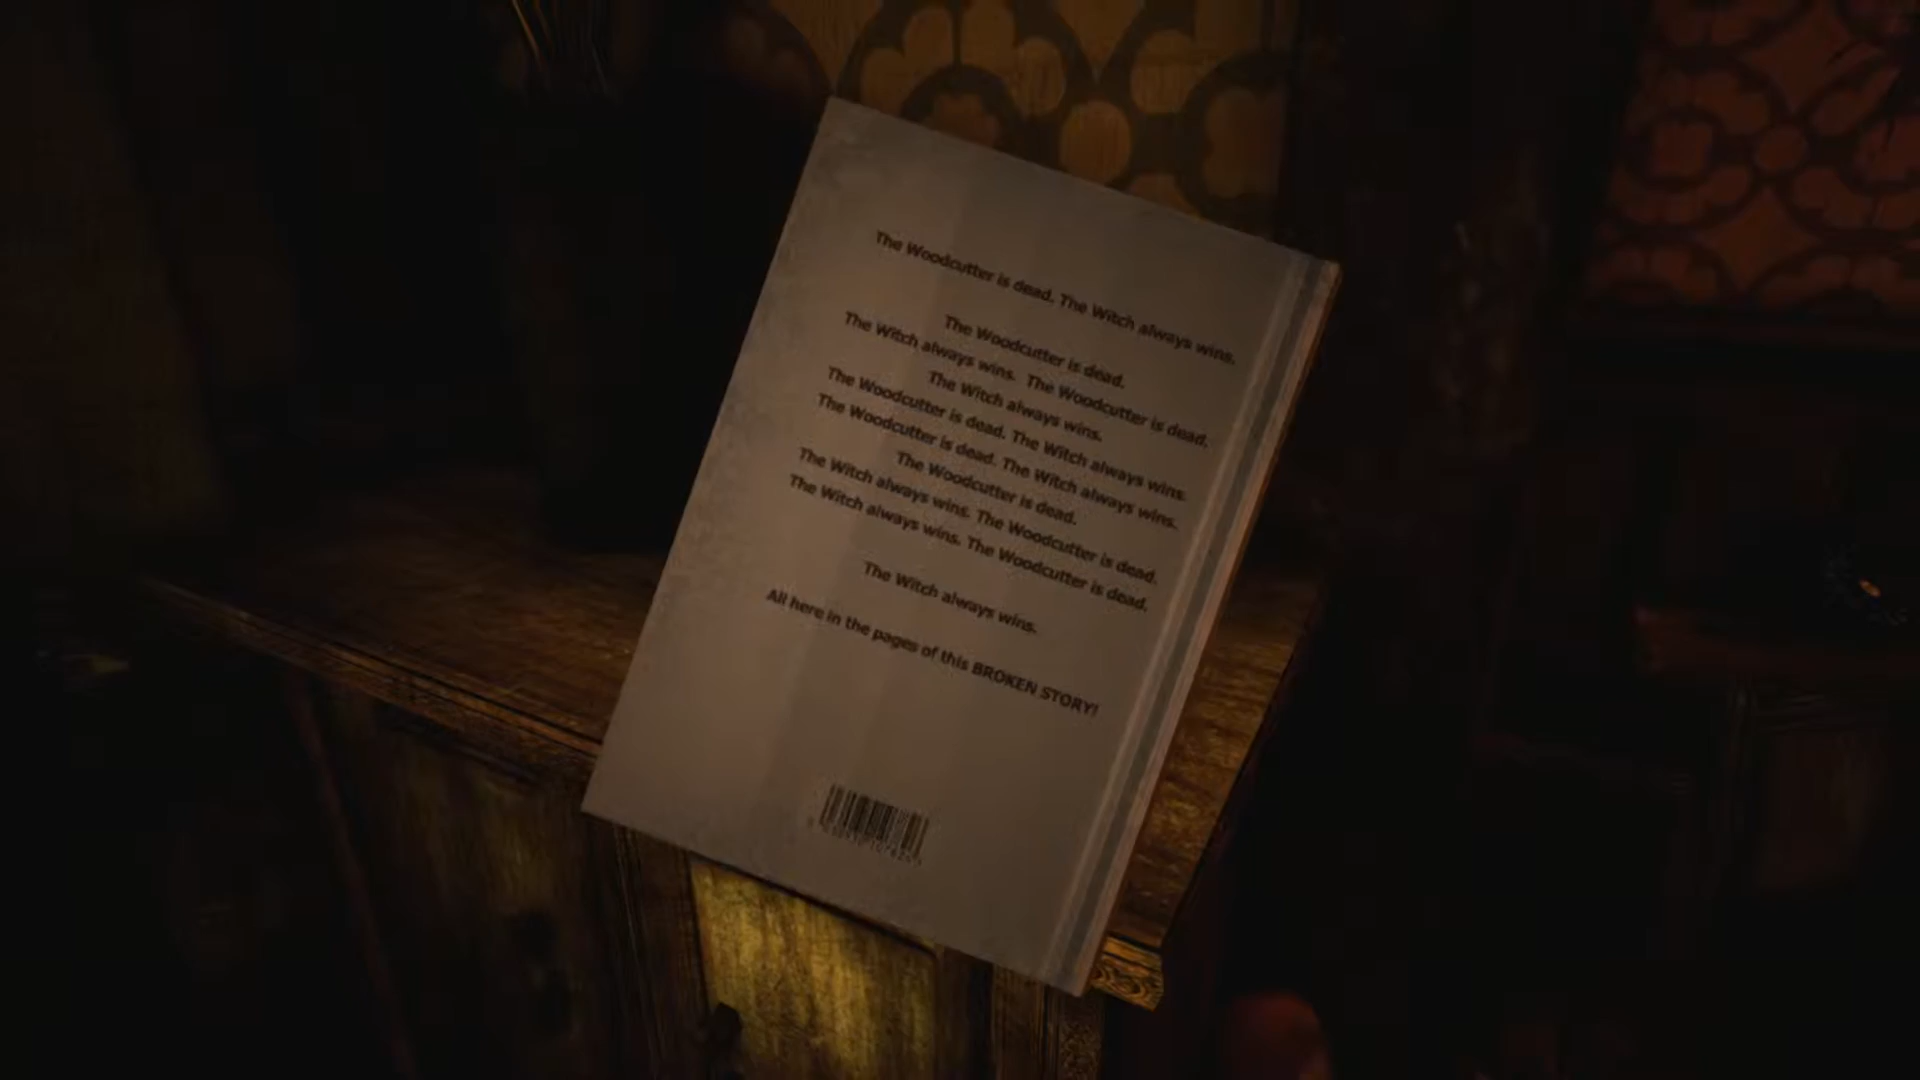 The Woodcutter is dead. The Witch always wins.
The Woodcutter is dead.
The Witch always wins. The Woodcutter is dead.
The Witch always wins.
The Woodcutter is dead. The Witch always wins.
The Woodcutter is dead. The Witch always wins.
The Woodcutter is dead.
The Witch always wins. The Woodcutter is dead.
The Witch always wins. The Woodcutter is dead.
The Witch always wins.
All here in the pages of this BROKEN STORY!